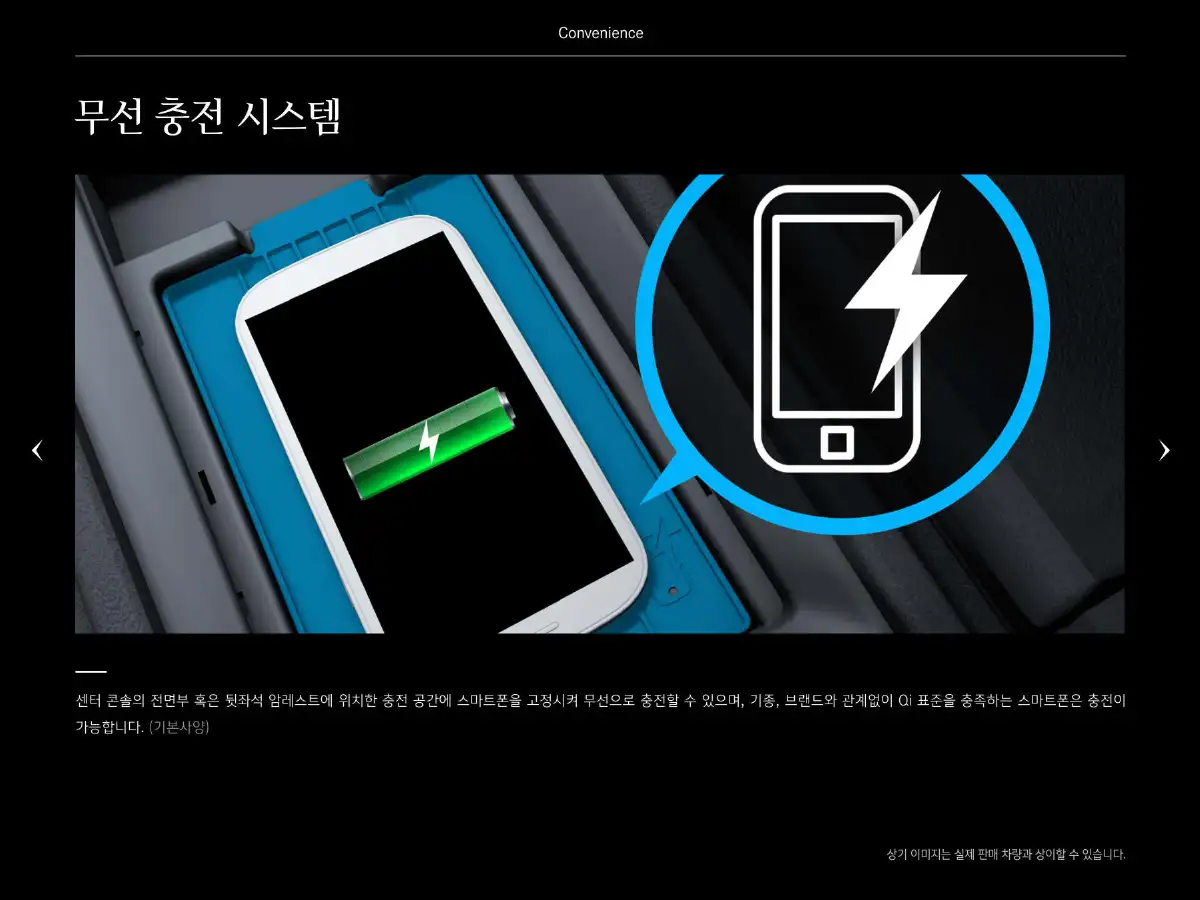 Convenience
무선 충전 시스템
센터 콘솔의 전면부 혹은 뒷좌석 암레스트에 위치한 충전 공간에 스마트폰을 고정시켜 무선으로 충전할 수 있으며, 기종, 브랜드와 관계없이 Qi 표준을 충족하는 스마트폰은 충전이
가능합니다. (기본사양)
상기 이미지는 실제 판매 차량과 상이할 수 있습니다.